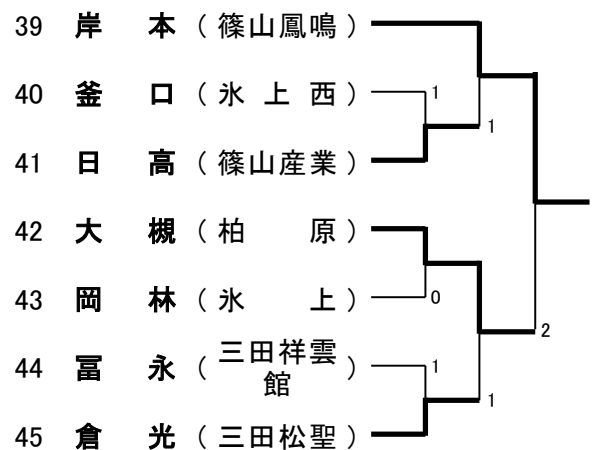 39 岸 本 ( 篠山鳳鳴 )
40 釜 口 ( 氷 上 西 ) 1
1
41 日 高 ( 篠山産業 )
42 大 槻 ( 柏 原 )
43 岡 林 ( 氷 上 ) 0
2
44 冨 永 ( 三田祥雲
館 ) 1
1
45 倉 光 ( 三田松聖 )